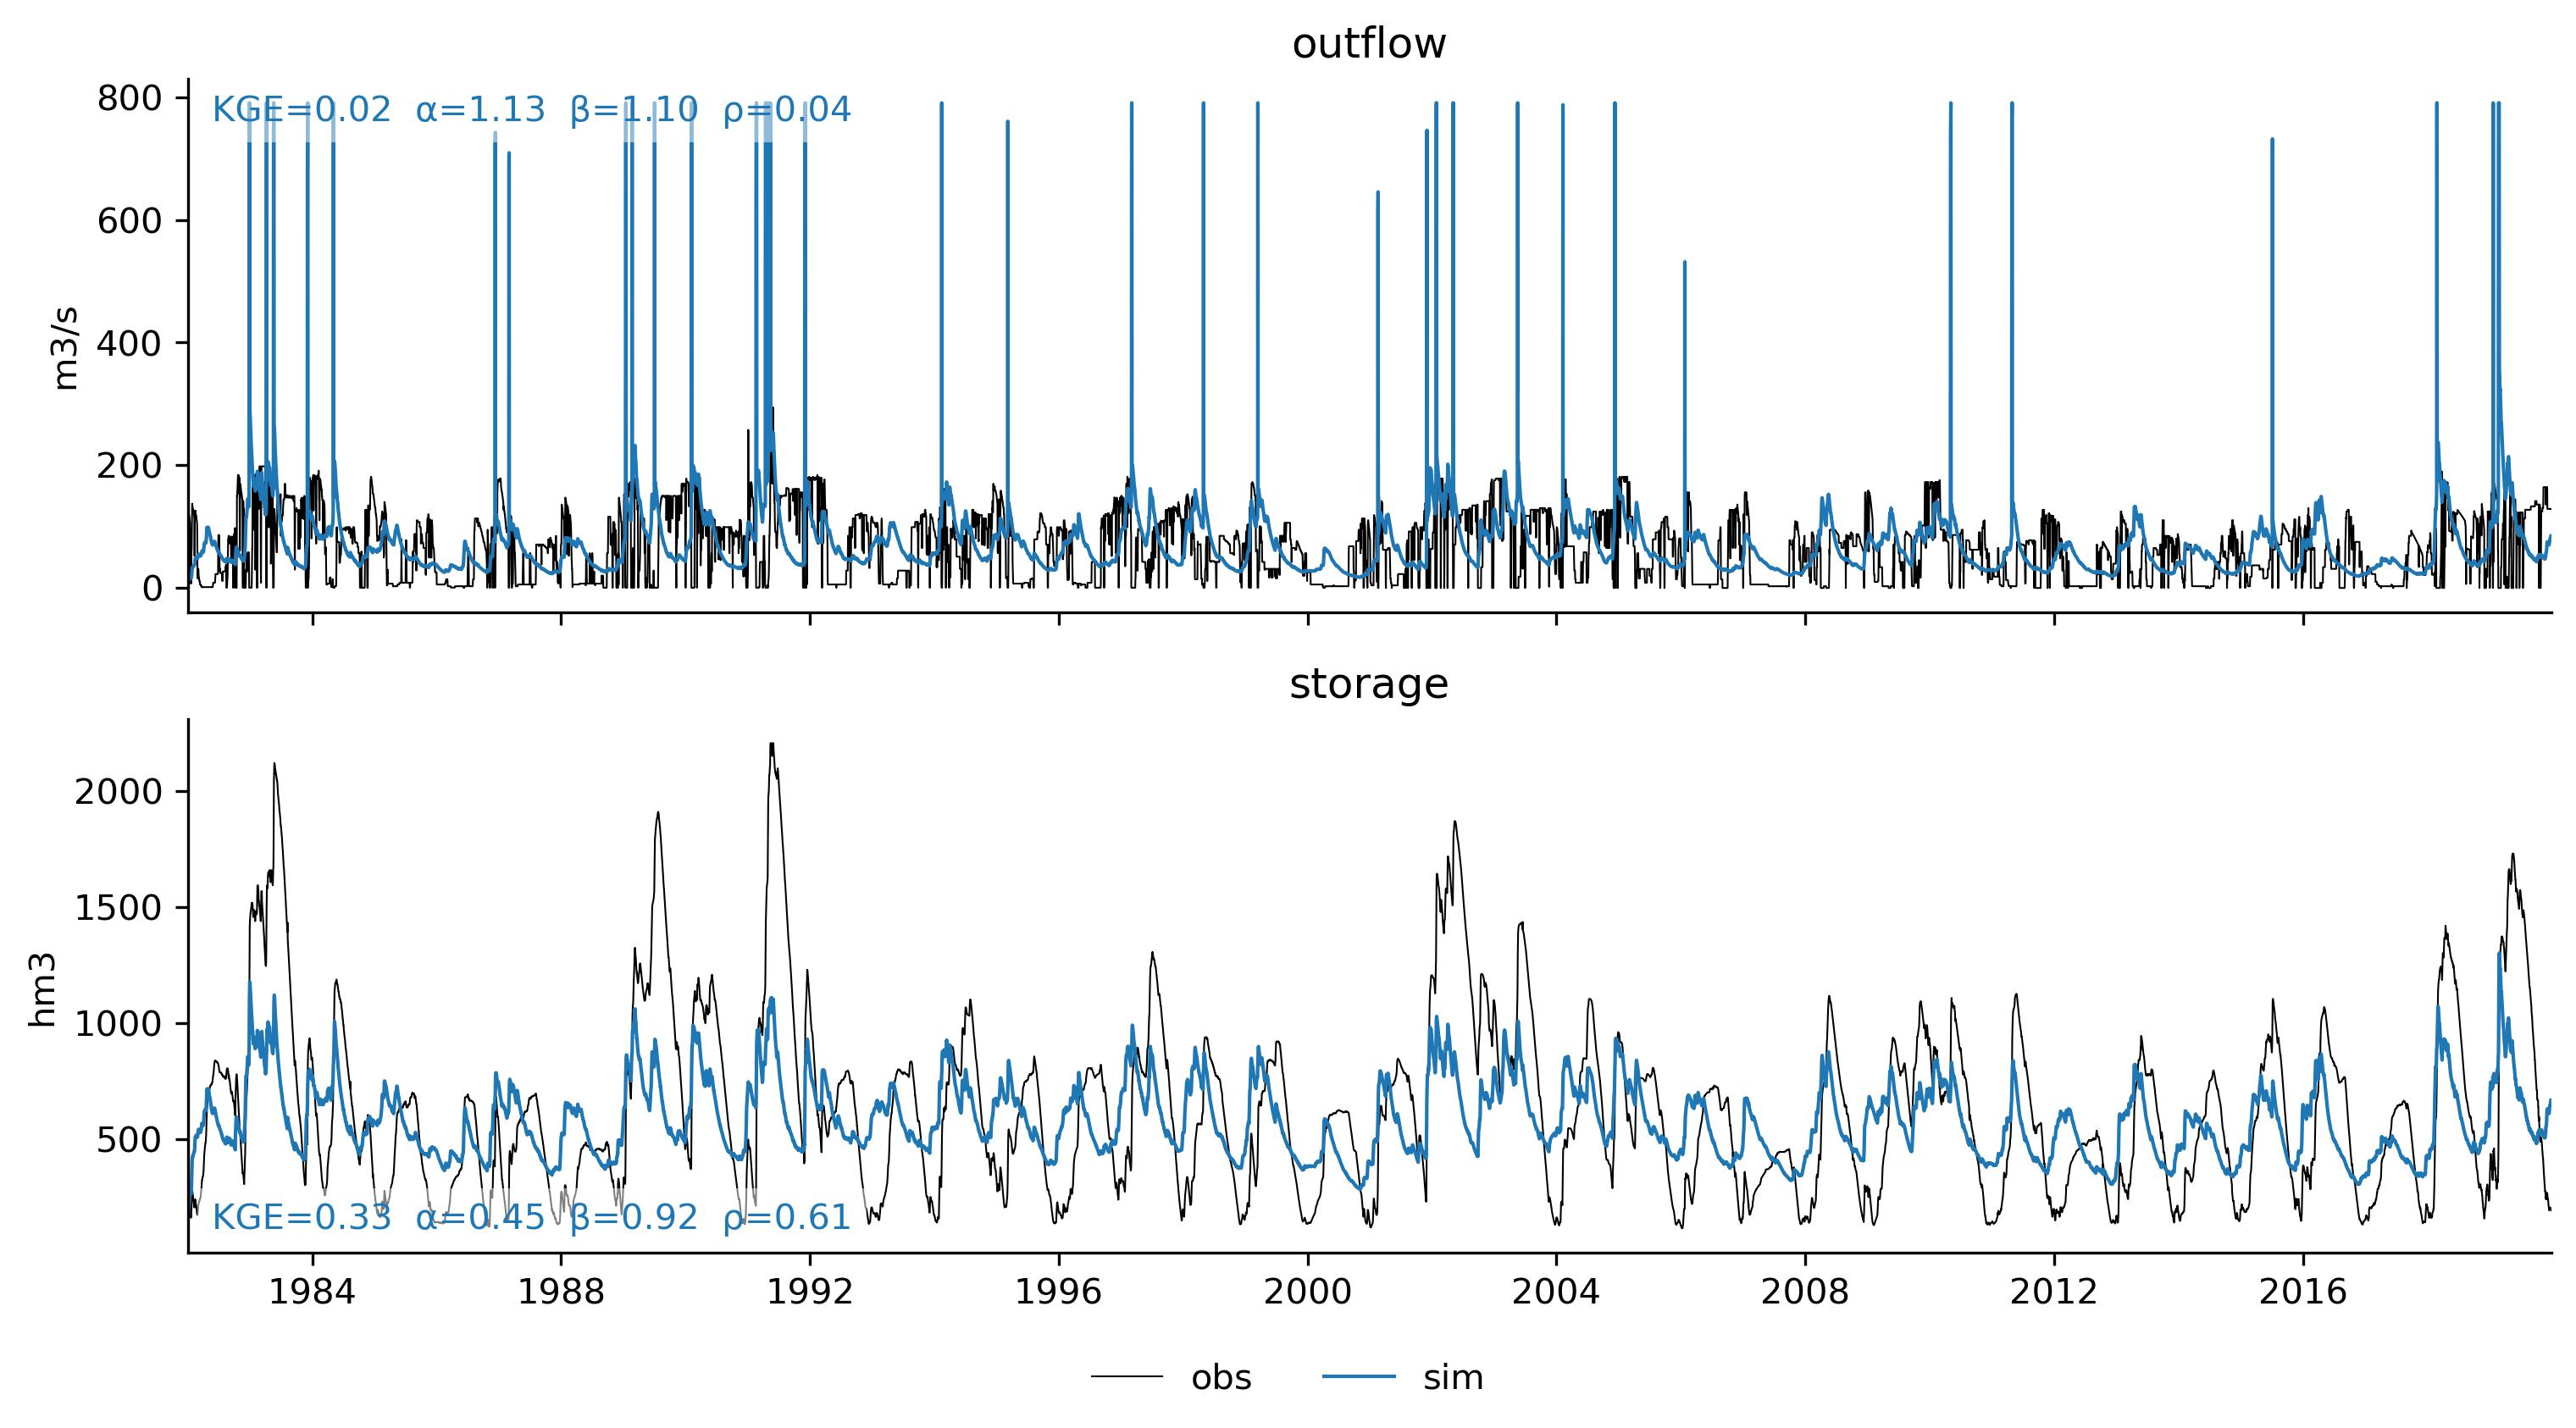 outflow
800
KGE=0.02 α=1.13 β=1.10 ρ=0.04
600
m3/s
400
200
0
storage
2000
1500
hm3
1000
500
KGE=0.33 α=0.45 β=0.92 ρ=0.61
1984 1988 1992 1996 2000 2004 2008 2012 2016
obs sim